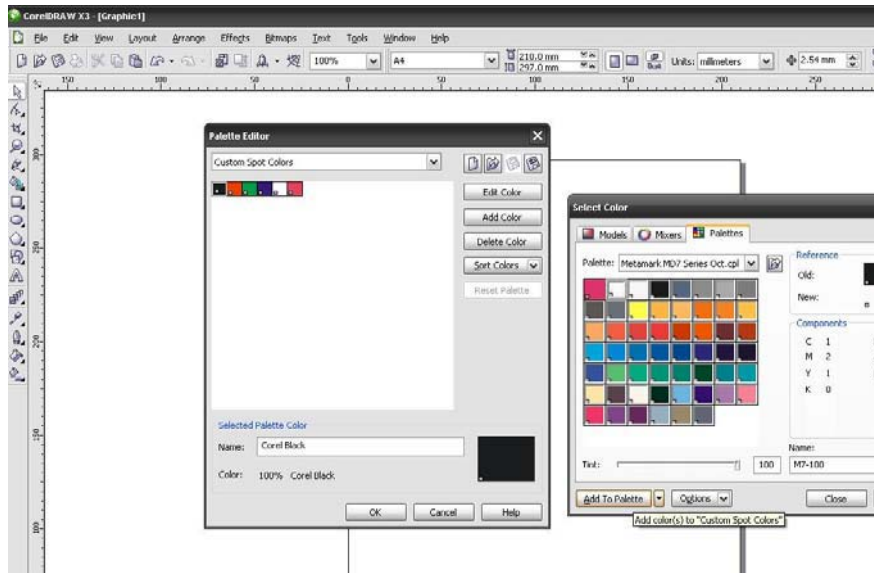 CorelDRAW X3 - [Graphic1]
File Edit View Layout Arrange Effects Bitmaps Text Tools Window Help
100% A4 210.0 mm 297.0 mm Units: millimeters 2.54 mm
150 100 50 0 50 100 150 200 250
300
250
200
150
100
Palette Editor
Custom Spot Colors
Edit Color
Add Color
Delete Color
Sort Colors
Reset Palette
Selected Palette Color
Name: Corel Black
Color: 100% Corel Black
OK Cancel Help
Select Color
Models Mixers Palettes
Palette: Metamark MD7 Series Oct.cpl
Reference
Old:
New:
Components
C 1
M 2
Y 1
K 0
Name:
Tint: 100 M7-100
Add To Palette Options Close
Add color(s) to "Custom Spot Colors"